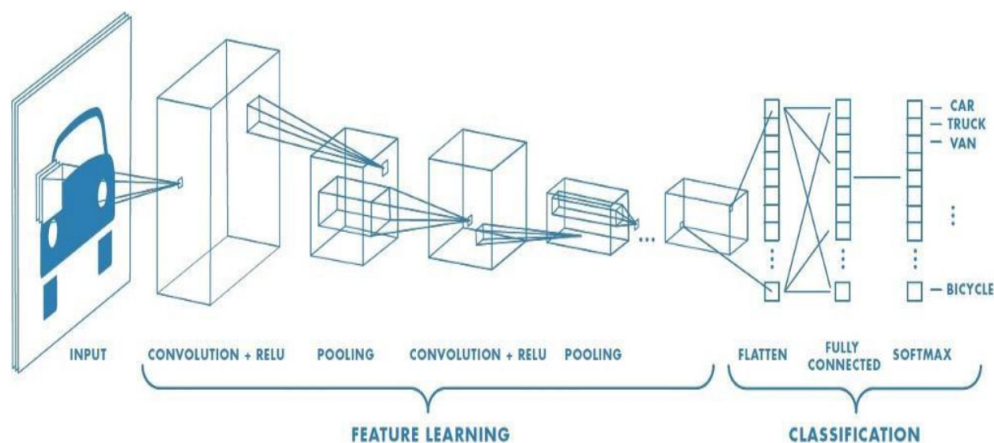 CAR
TRUCK
VAN
BICYCLE
INPUT
CONVOLUTION + RELU
POOLING
CONVOLUTION + RELU
POOLING
FLATTEN
FULLY
CONNECTED
SOFTMAX
FEATURE LEARNING
CLASSIFICATION